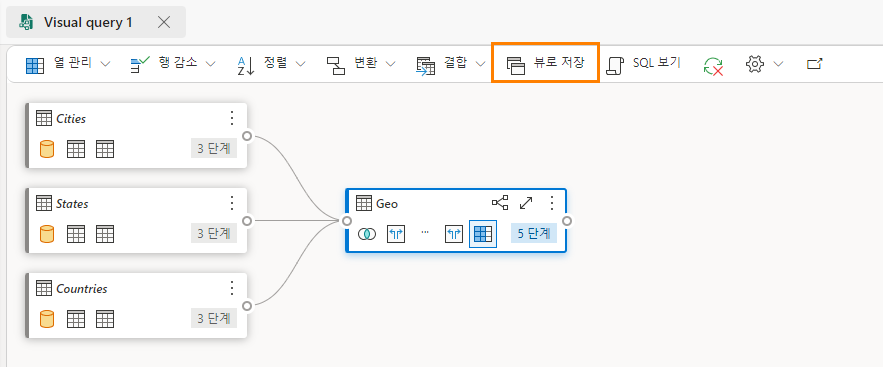 Visual query 1
열 관리 행 감소 정렬 변환 결합 뷰로 저장 SQL 보기
Cities
3 단계
States
3 단계
Geo
5 단계
Countries
3 단계